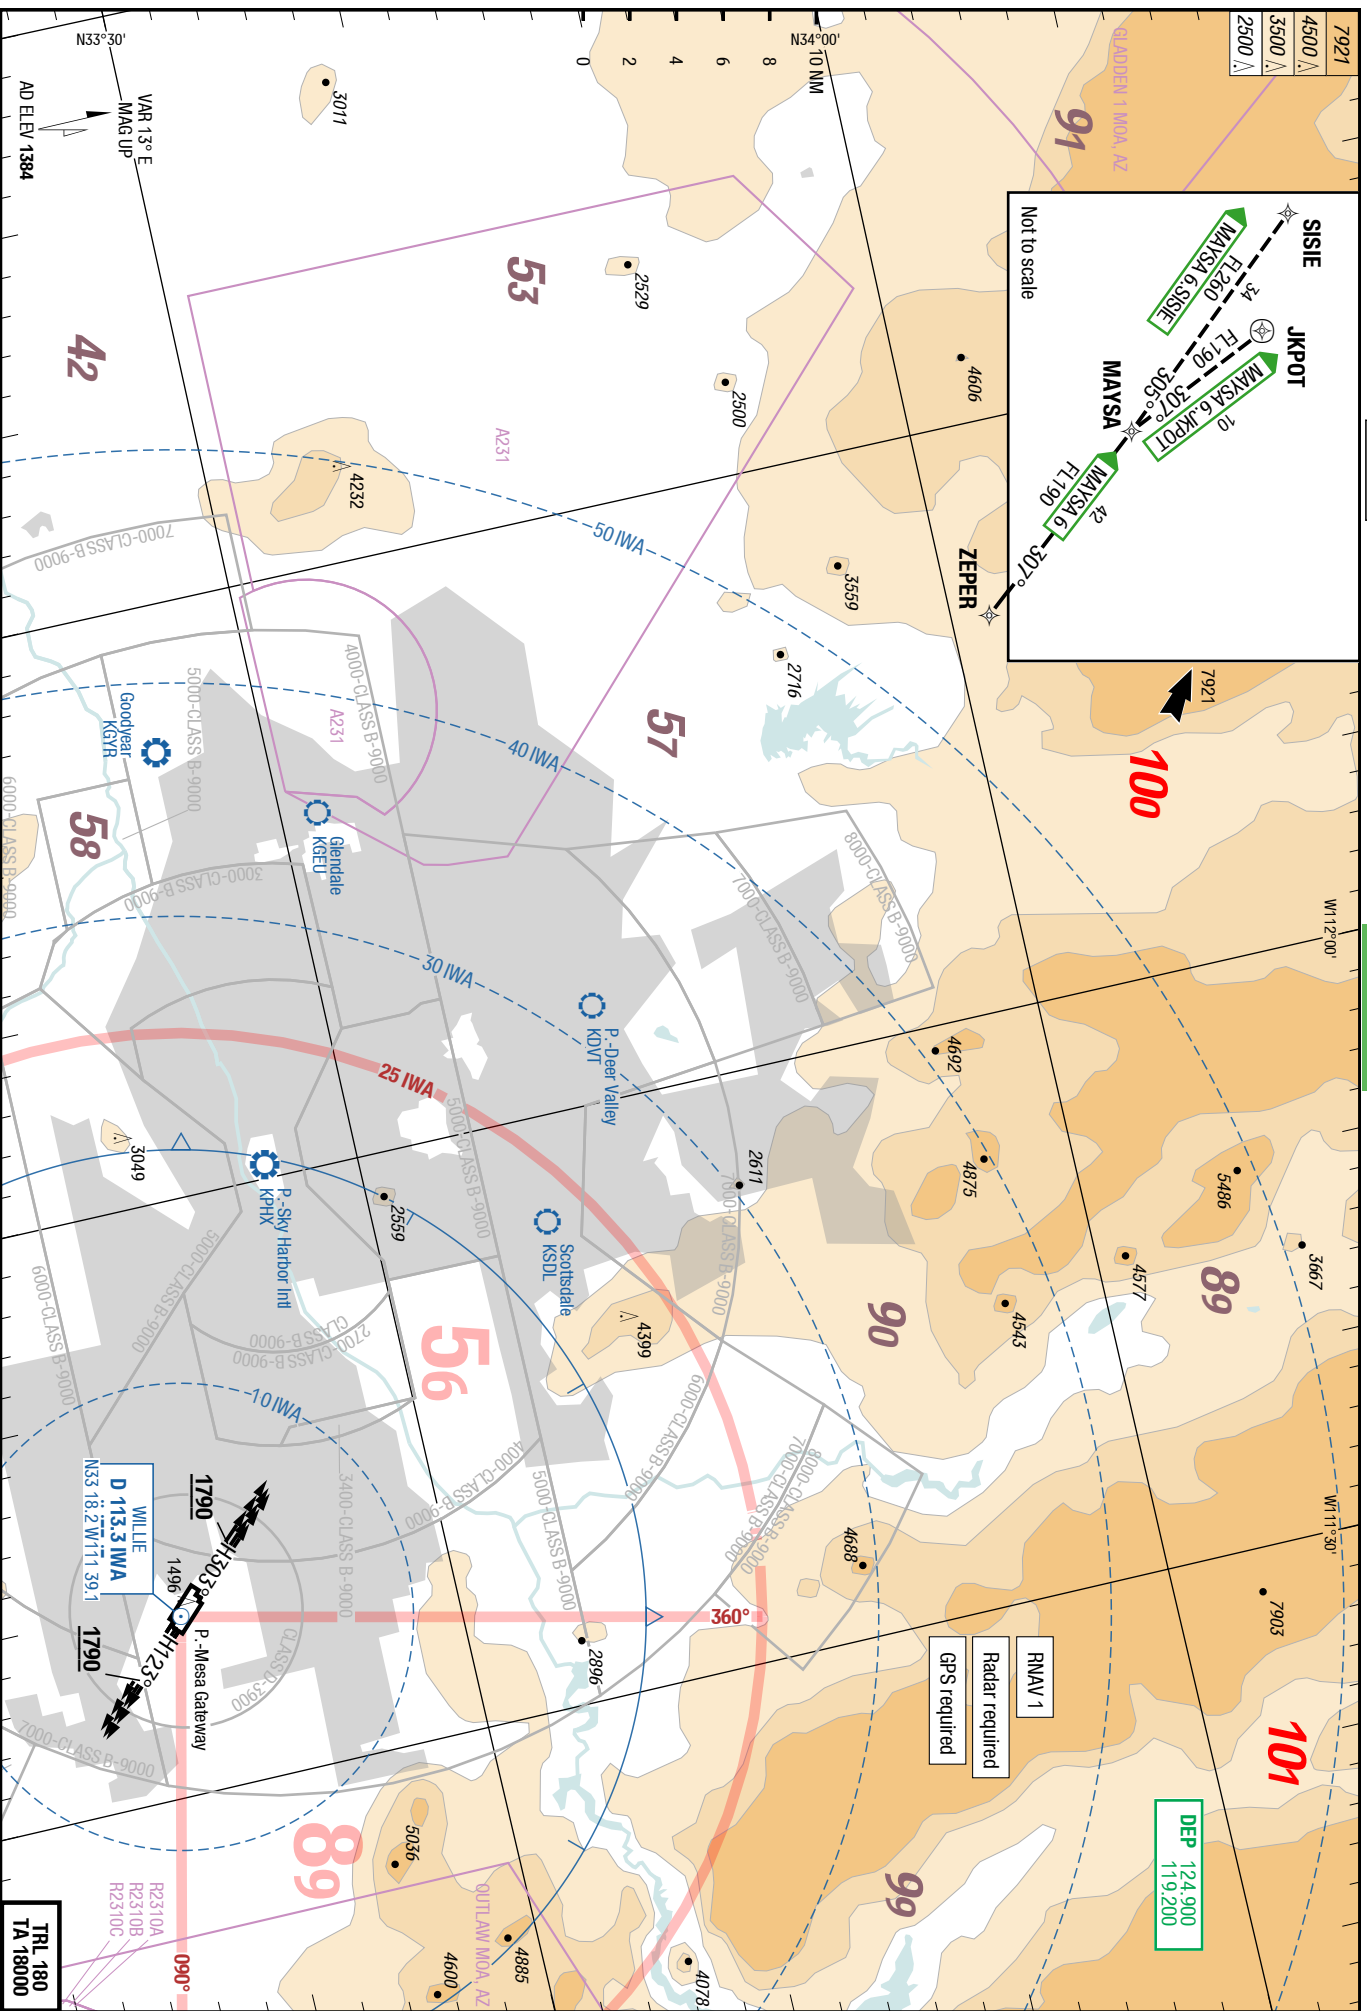 7921
4500
3500
2500
GLADDEN 1 MOA, AZ
91
N34°00'
10 NM
8
6
4
2
0
N33°30'
VAR 13° E
MAG UP
AD ELEV 1384
3011
Not to scale
SISIE
JKPOT
MAYSA
ZEPER
34
FL260
MAYSA 6.SISIE
305°
FL190
307°
MAYSA 6.JKPOT
10
MAYSA 6
42
FL190
307°
53
42
2529
2500
4606
A231
4232
50 IWA
3559
2716
7000-CLASS B-9000
57
7921
100
4000-CLASS B-9000
5000-CLASS B-9000
A231
40 IWA
Goodyear
KGYR
58
6000-CLASS B-9000
Glendale
KGEU
3000-CLASS B-9000
8000-CLASS B-9000
7000-CLASS B-9000
W112°00'
30 IWA
P.-Deer Valley
KDVT
4692
25 IWA
5000-CLASS B-9000
3049
P.-Sky Harbor Intl
KPHX
2559
2611
4875
5486
3667
4577
89
4543
90
Scottsdale
KSDL
4399
7000-CLASS B-9000
5000-CLASS B-9000
6000-CLASS B-9000
2700-CLASS B-9000
CLASS B-9000
56
10 IWA
6000-CLASS B-9000
7000-CLASS B-9000
8000-CLASS B-9000
4000-CLASS B-9000
3400-CLASS B-9000
5000-CLASS B-9000
W111°30'
4688
7903
WILLIE
D 113.3 IWA
N33 18.2 W111 39.1
1790
H303°
1496
P.-Mesa Gateway
H123°
1790
CLASS D-3900
7000-CLASS B-9000
360°
2896
RNAV 1
Radar required
GPS required
101
DEP 124.900
119.200
99
89
5036
4885
4600
4078
OUTLAW MOA, AZ
R2310A
R2310B
R2310C
090°
TRL 180
TA 18000